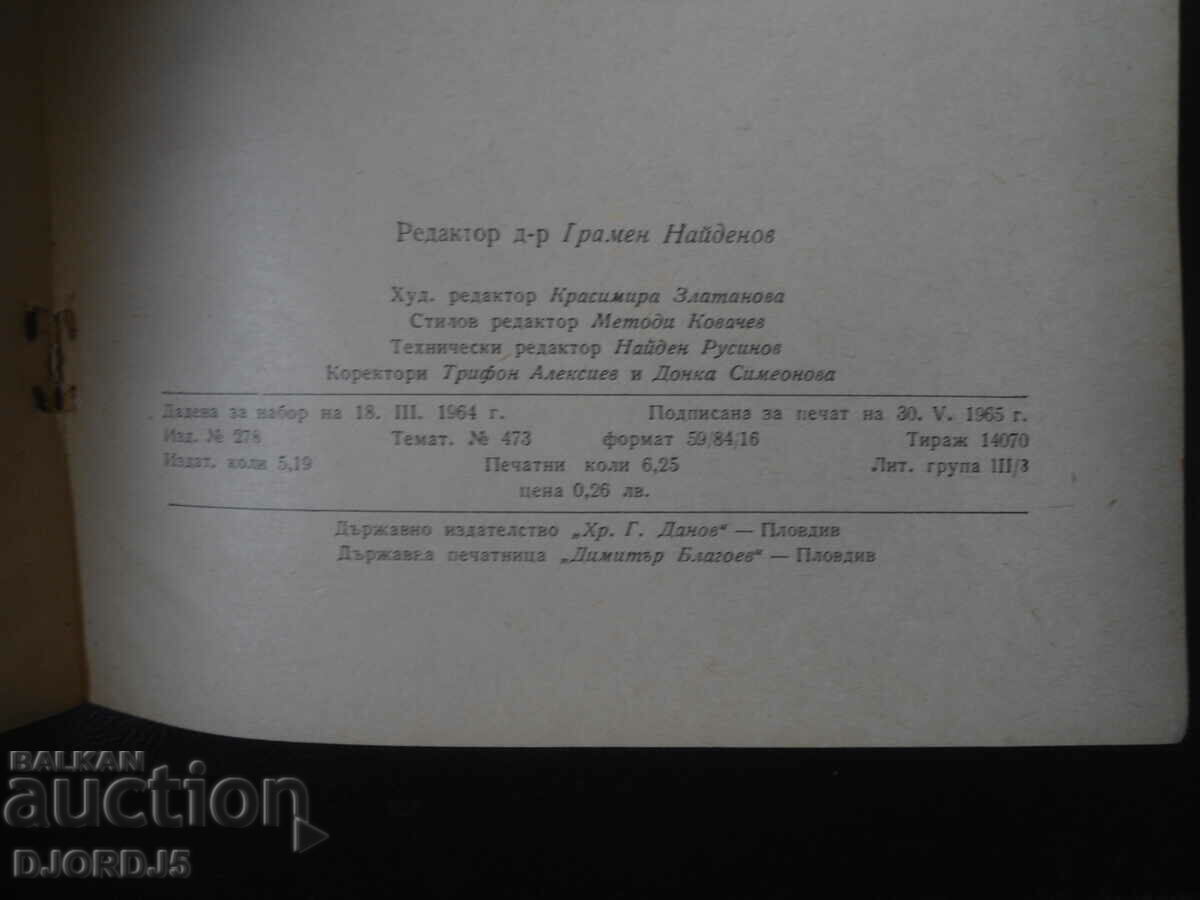 Редактор д-р Грамен Найденов
Худ. редактор Красимира Златанова
Стилов редактор Методи Ковачев
Технически редактор Найден Русинов
Коректори Трифон Алексиев и Донка Симеонова
Дадена за набор на 18. III. 1964 г. Подписана за печат на 30. V. 1965 г.
Изд. № 278 Темат. № 473 формат 59/84/16 Тираж 14070
Издат. коли 5,19 Печатни коли 6,25 Лит. група III/3
цена 0,26 лв.
Държавно издателство „Хр. Г. Данов“ — Пловдив
Държавна печатница „Димитър Благоев“ — Пловдив
BALKAN
auction
DJORDJ5